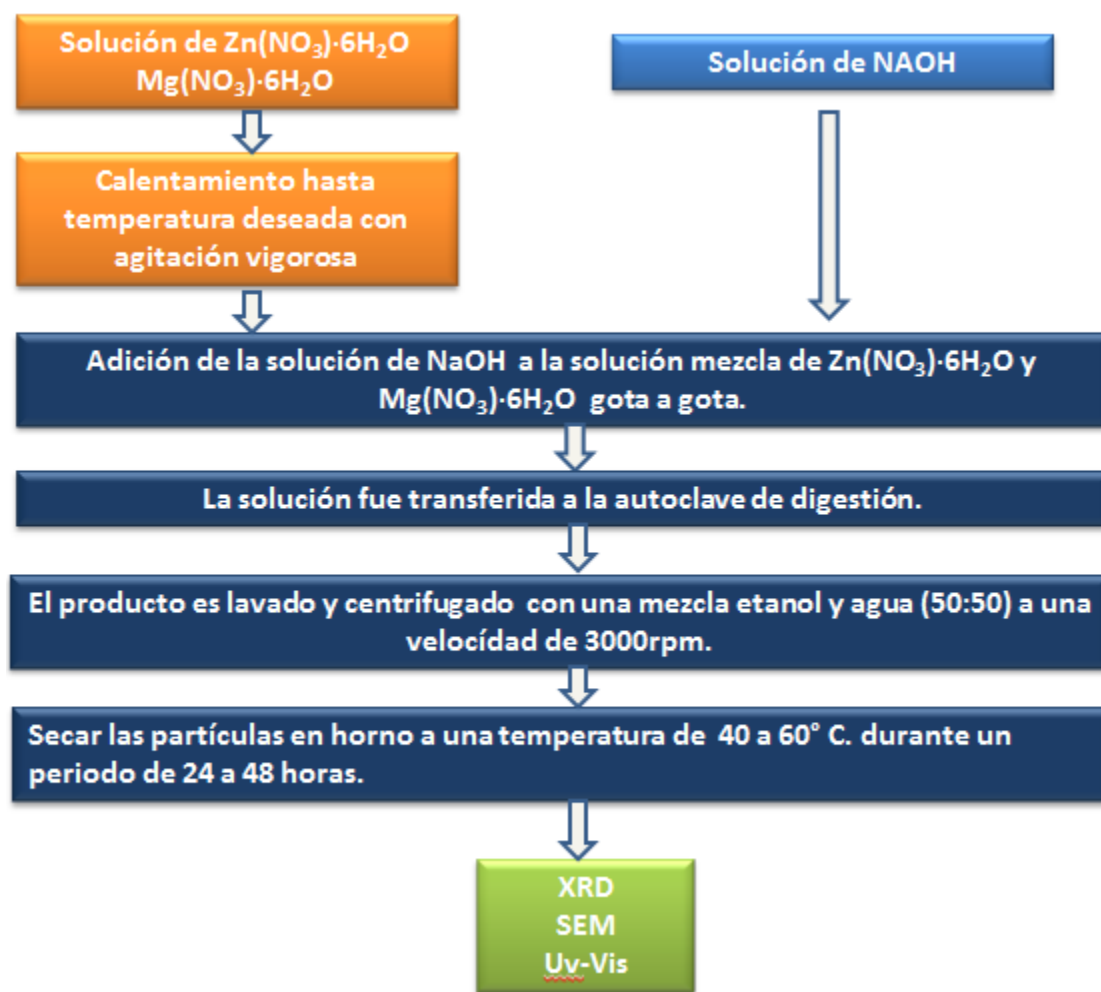 Solución de Zn(NO₃)·6H₂O
Mg(NO₃)·6H₂O
Solución de NAOH
Calentamiento hasta
temperatura deseada con
agitación vigorosa
Adición de la solución de NaOH a la solución mezcla de Zn(NO₃)·6H₂O y
Mg(NO₃)·6H₂O gota a gota.
La solución fue transferida a la autoclave de digestión.
El producto es lavado y centrifugado con una mezcla etanol y agua (50:50) a una
velocídad de 3000rpm.
Secar las partículas en horno a una temperatura de 40 a 60° C. durante un
periodo de 24 a 48 horas.
XRD
SEM
Uv-Vis